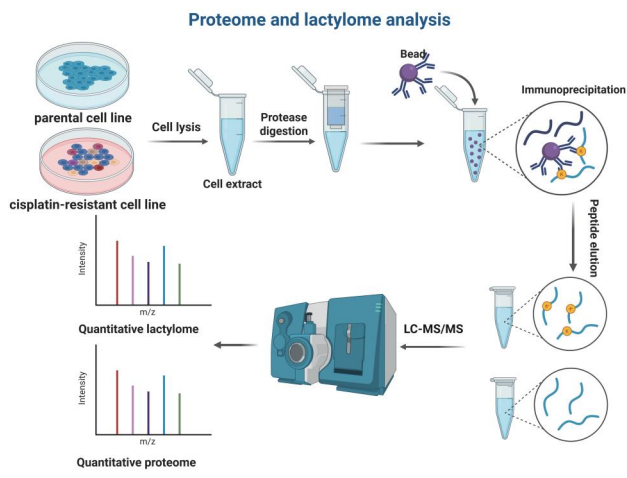 Proteome and lactylome analysis
parental cell line
cisplatin-resistant cell line
Cell lysis
Cell extract
Protease
digestion
Bead
Immunoprecipitation
Peptide elution
LC-MS/MS
Intensity
m/z
Quantitative lactylome
Intensity
m/z
Quantitative proteome